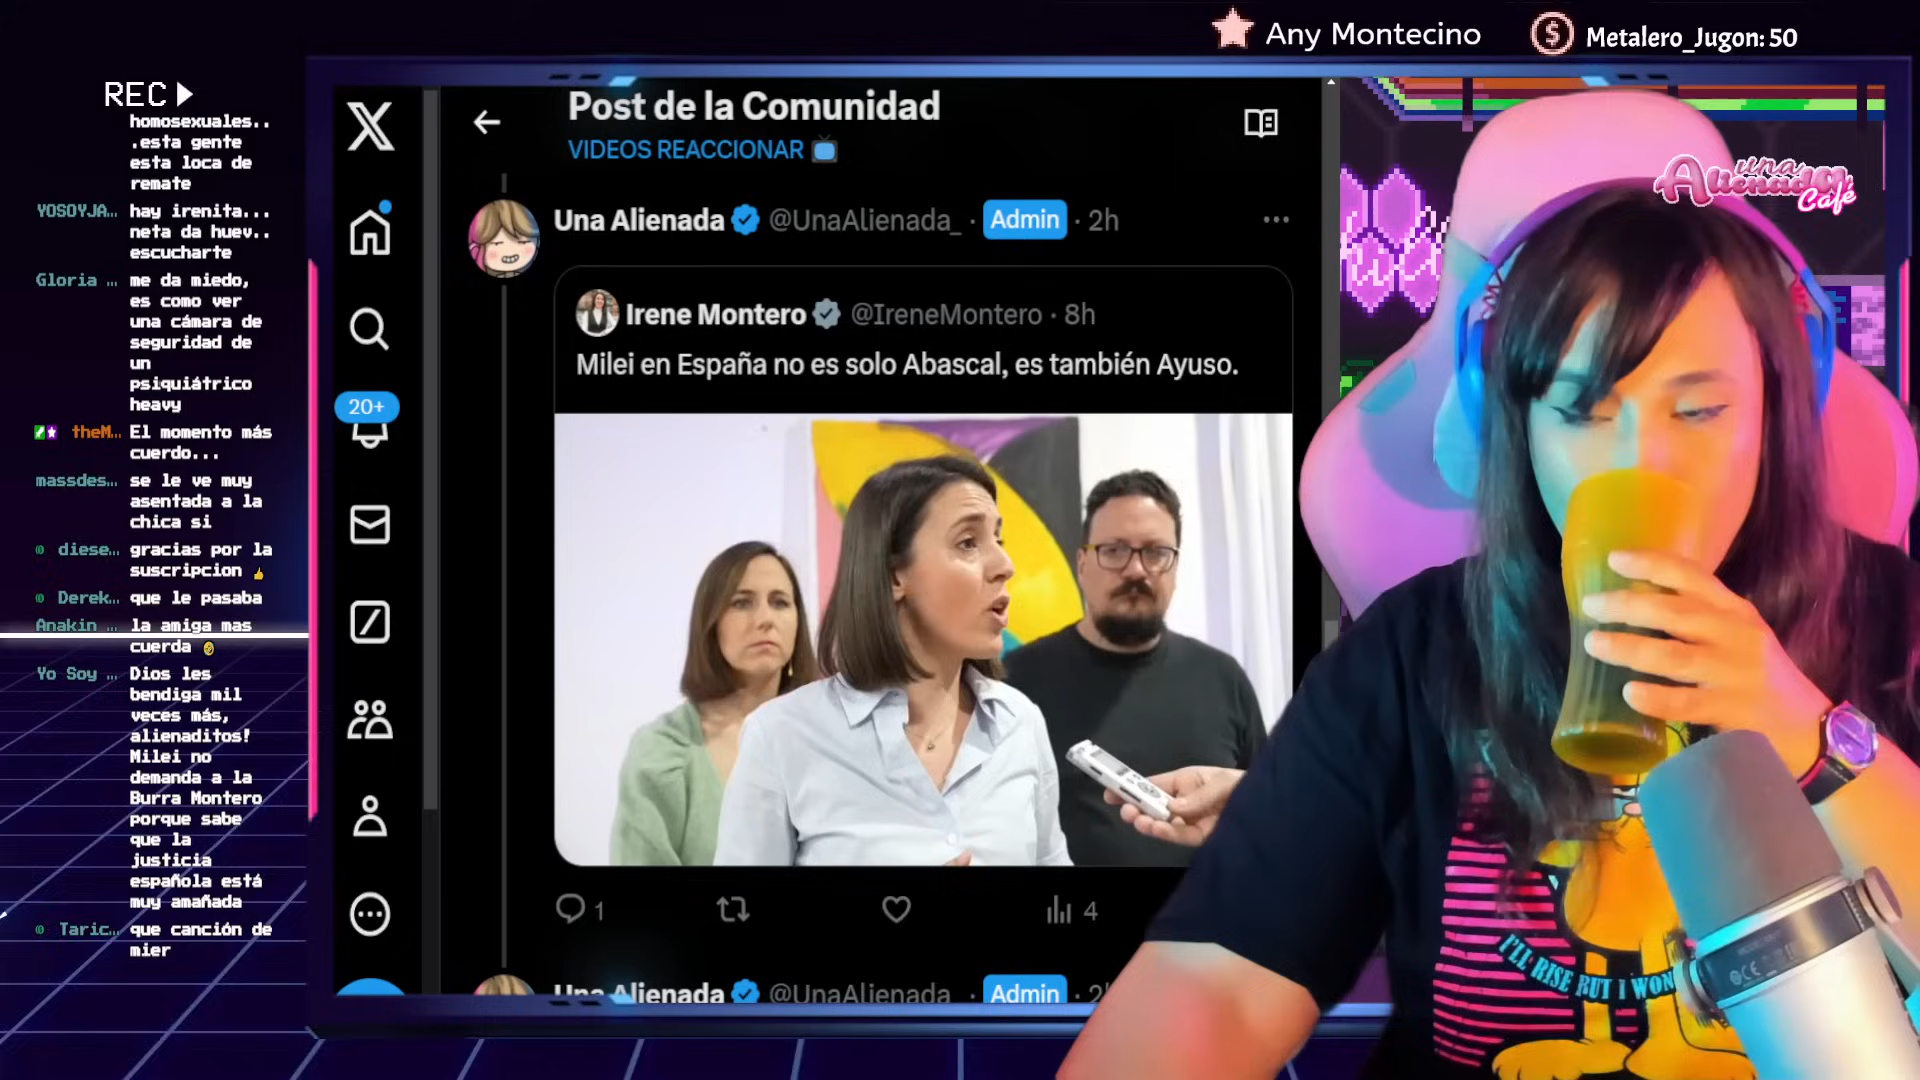 Any Montecino
Metalero_Jugon: 50
REC
homosexuales..
.esta gente
esta loca de
remate
YOSOYJA… hay irenita...
neta da huev..
escucharte
Gloria … me da miedo,
es como ver
una cámara de
seguridad de
un
psiquiátrico
heavy
theM… El momento más
cuerdo...
massdes… se le ve muy
asentada a la
chica si
diese… gracias por la
suscripcion
Derek… que le pasaba
Anakin … la amiga mas
cuerda
Yo Soy … Dios les
bendiga mil
veces más,
alienaditos!
Milei no
demanda a la
Burra Montero
porque sabe
que la
justicia
española está
muy amañada
Taric… que canción de
mier
20+
Post de la Comunidad
VIDEOS REACCIONAR
Una Alienada @UnaAlienada_ · Admin · 2h
Irene Montero @IreneMontero · 8h
Milei en España no es solo Abascal, es también Ayuso.
1
4
Una Alienada @UnaAlienada_ · Admin · 2h
una
Alienada
Café
I'LL RISE BUT I WON